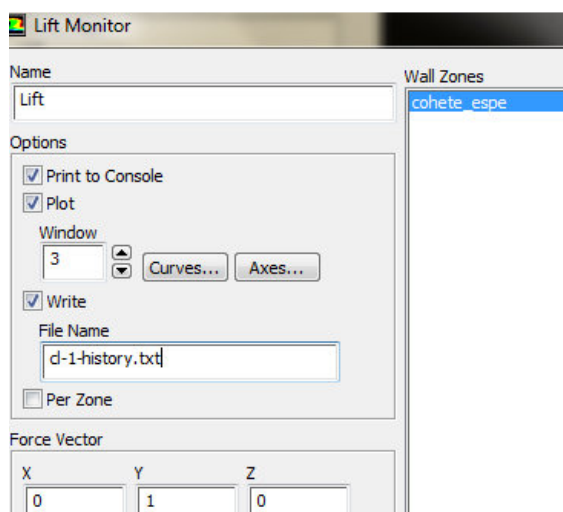 Lift Monitor
Name
Lift
Wall Zones
cohete_espe
Options
Print to Console
Plot
Window
3
Curves...
Axes...
Write
File Name
cl-1-history.txt
Per Zone
Force Vector
X Y Z
0 1 0